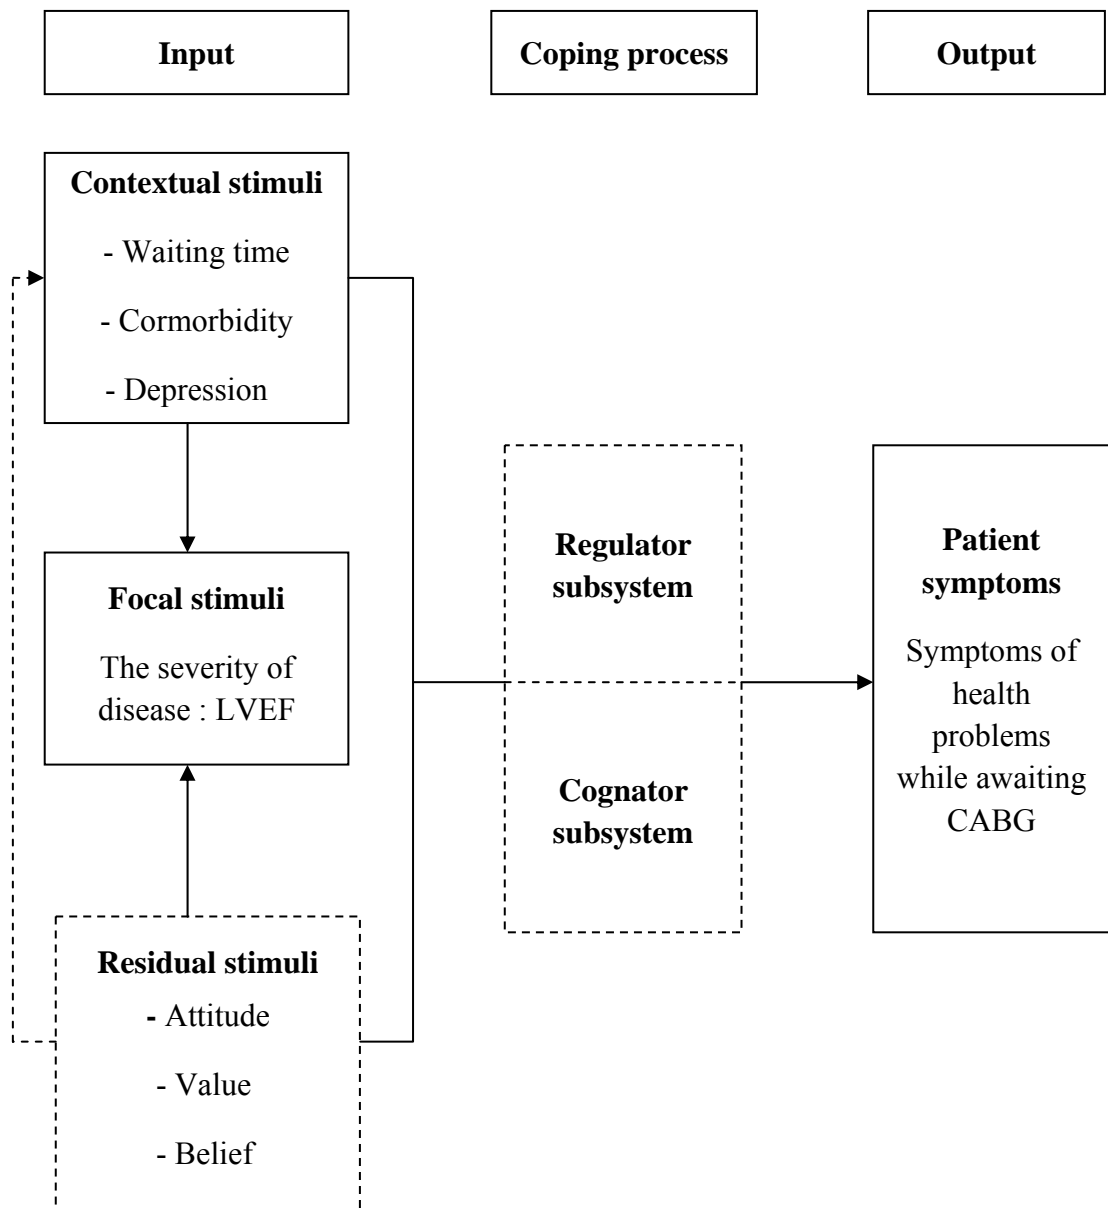 Input
Coping process
Output
Contextual stimuli
- Waiting time
- Cormorbidity
- Depression
Focal stimuli
The severity of
disease : LVEF
Residual stimuli
- Attitude
- Value
- Belief
Regulator
subsystem
Cognator
subsystem
Patient
symptoms
Symptoms of
health
problems
while awaiting
CABG